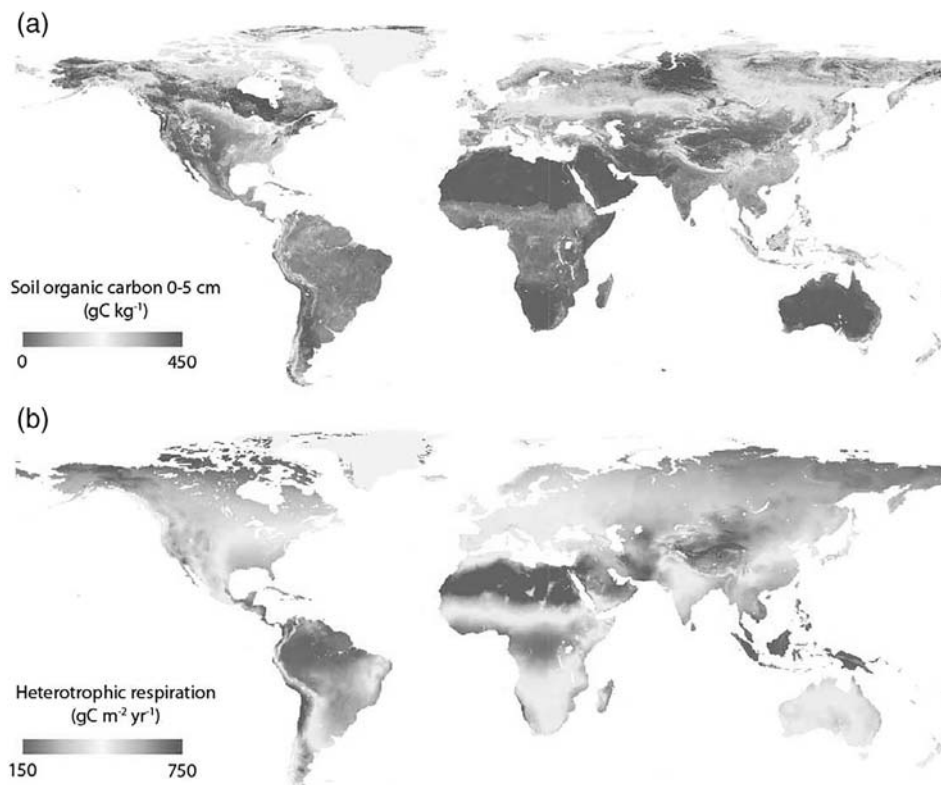 (a)
Soil organic carbon 0-5 cm
(gC kg⁻¹)
0 450
(b)
Heterotrophic respiration
(gC m⁻² yr⁻¹)
150 750